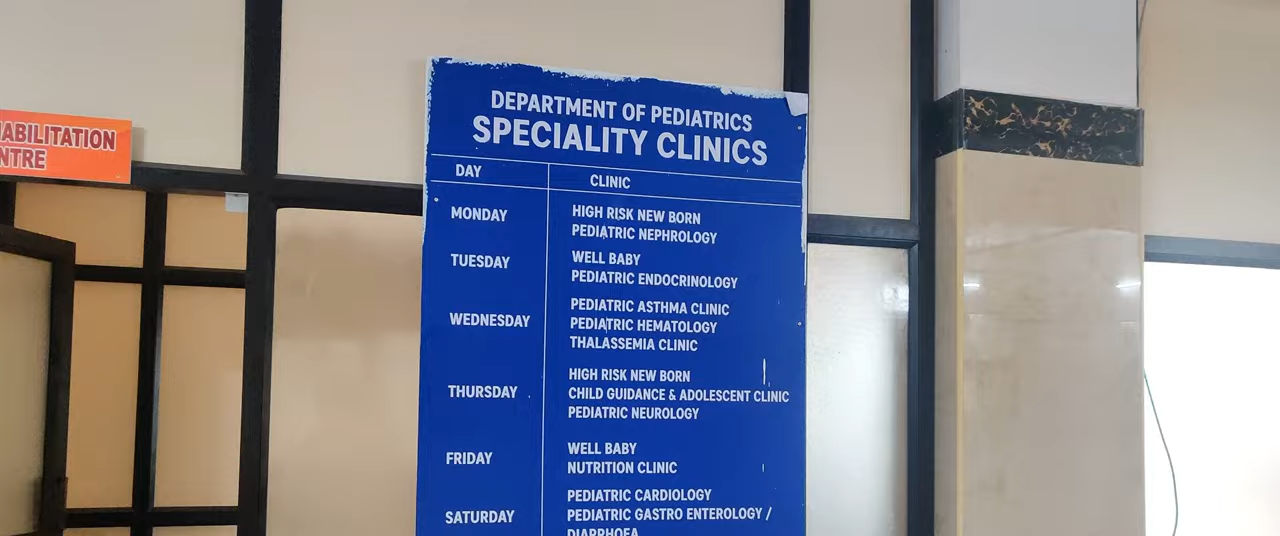 ABILITATION
NTRE
DEPARTMENT OF PEDIATRICS
SPECIALITY CLINICS
DAY CLINIC
MONDAY HIGH RISK NEW BORN
PEDIATRIC NEPHROLOGY
TUESDAY WELL BABY
PEDIATRIC ENDOCRINOLOGY
PEDIATRIC ASTHMA CLINIC
WEDNESDAY PEDIATRIC HEMATOLOGY
THALASSEMIA CLINIC
HIGH RISK NEW BORN
THURSDAY CHILD GUIDANCE & ADOLESCENT CLINIC
PEDIATRIC NEUROLOGY
FRIDAY WELL BABY
NUTRITION CLINIC
PEDIATRIC CARDIOLOGY
SATURDAY PEDIATRIC GASTRO ENTEROLOGY /
DIARRHOEA